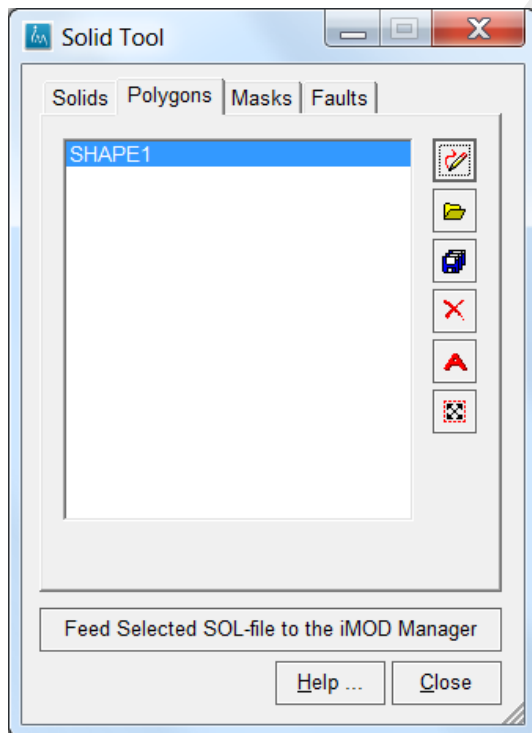 Solid Tool
Solids Polygons Masks Faults
SHAPE1
Feed Selected SOL-file to the iMOD Manager
Help ... Close